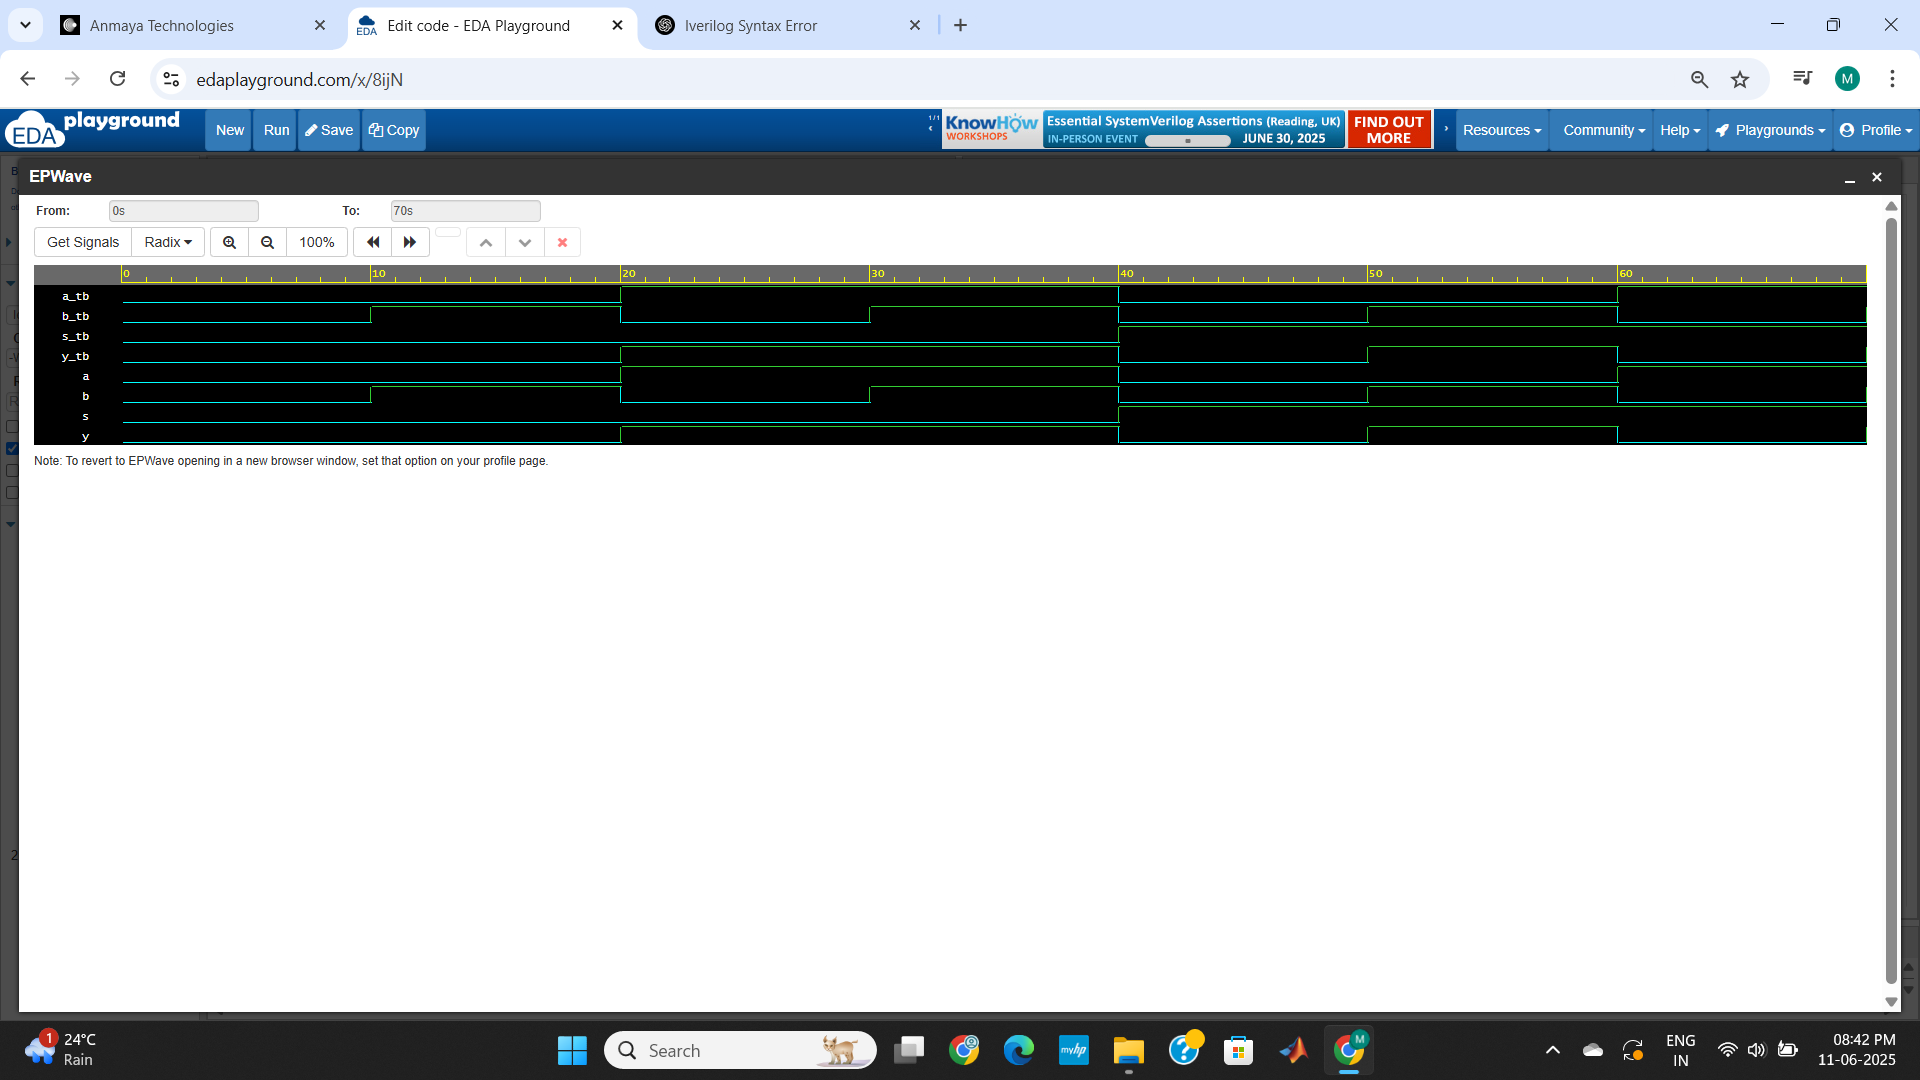 Anmaya Technologies
Edit code - EDA Playground
Iverilog Syntax Error
edaplayground.com/x/8ijN
M
EDA playground
New Run Save Copy
1/1
KnowHow WORKSHOPS
Essential SystemVerilog Assertions (Reading, UK)
IN-PERSON EVENT JUNE 30, 2025
FIND OUT MORE
Resources Community Help Playgrounds Profile
EPWave
From: 0s To: 70s
Get Signals Radix 100%
0 10 20 30 40 50 60
a_tb
b_tb
s_tb
y_tb
a
b
s
y
Note: To revert to EPWave opening in a new browser window, set that option on your profile page.
1
24°C
Rain
Search
myhp
M
ENG
IN
08:42 PM
11-06-2025